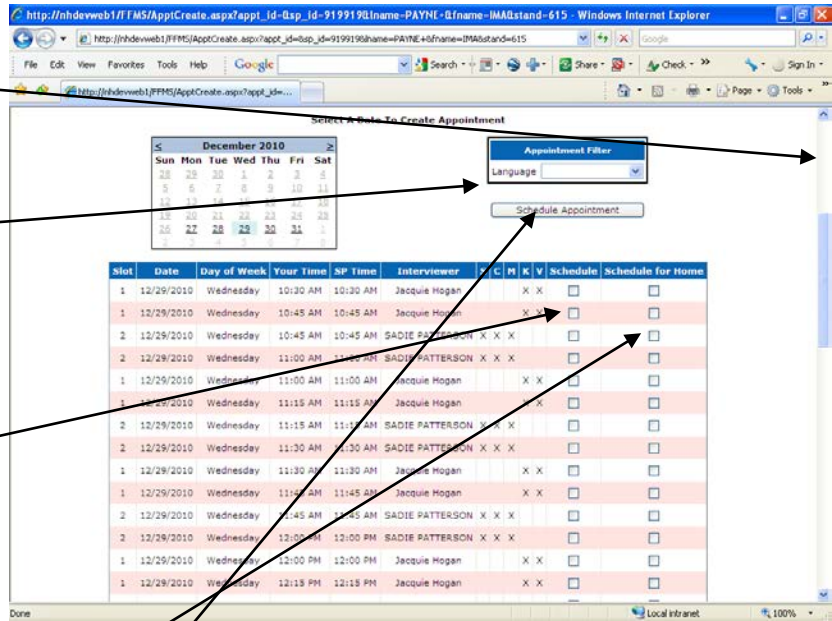 http://nhdevweb1/FFMS/ApptCreate.aspx?appt_id=&sp_id=919919&lname=PAYNE+&fname=IMA&stand=615 - Windows Internet Explorer
http://nhdevweb1/FFMS/ApptCreate.aspx?appt_id=&sp_id=919919&lname=PAYNE+&fname=IMA&stand=615 Google
File Edit View Favorites Tools Help Google Search Share Check Sign In
http://nhdevweb1/FFMS/ApptCreate.aspx?appt_id=... Page Tools
Select A Date To Create Appointment
< December 2010 >
Sun Mon Tue Wed Thu Fri Sat
28 29 30 1 2 3 4
5 6 7 8 9 10 11
12 13 14 15 16 17 18
19 20 21 22 23 24 25
26 27 28 29 30 31 1
2 3 4 5 6 7 8
Appointment Filter
Language
Schedule Appointment
Slot Date Day of Week Your Time SP Time Interviewer C M K V Schedule Schedule for Home
1 12/29/2010 Wednesday 10:30 AM 10:30 AM Jacquie Hogan X X
1 12/29/2010 Wednesday 10:45 AM 10:45 AM Jacquie Hogan X X
2 12/29/2010 Wednesday 10:45 AM 10:45 AM SADIE PATTERSON X X X
2 12/29/2010 Wednesday 11:00 AM 11:00 AM SADIE PATTERSON X X X
1 12/29/2010 Wednesday 11:00 AM 11:00 AM Jacquie Hogan X X
1 12/29/2010 Wednesday 11:15 AM 11:15 AM Jacquie Hogan X X
2 12/29/2010 Wednesday 11:15 AM 11:15 AM SADIE PATTERSON X X X
2 12/29/2010 Wednesday 11:30 AM 11:30 AM SADIE PATTERSON X X X
1 12/29/2010 Wednesday 11:30 AM 11:30 AM Jacquie Hogan X X
1 12/29/2010 Wednesday 11:45 AM 11:45 AM Jacquie Hogan X X
2 12/29/2010 Wednesday 11:45 AM 11:45 AM SADIE PATTERSON X X X
2 12/29/2010 Wednesday 12:00 PM 12:00 PM SADIE PATTERSON X X X
1 12/29/2010 Wednesday 12:00 PM 12:00 PM Jacquie Hogan X X
1 12/29/2010 Wednesday 12:15 PM 12:15 PM Jacquie Hogan X X
Done Local intranet 100%